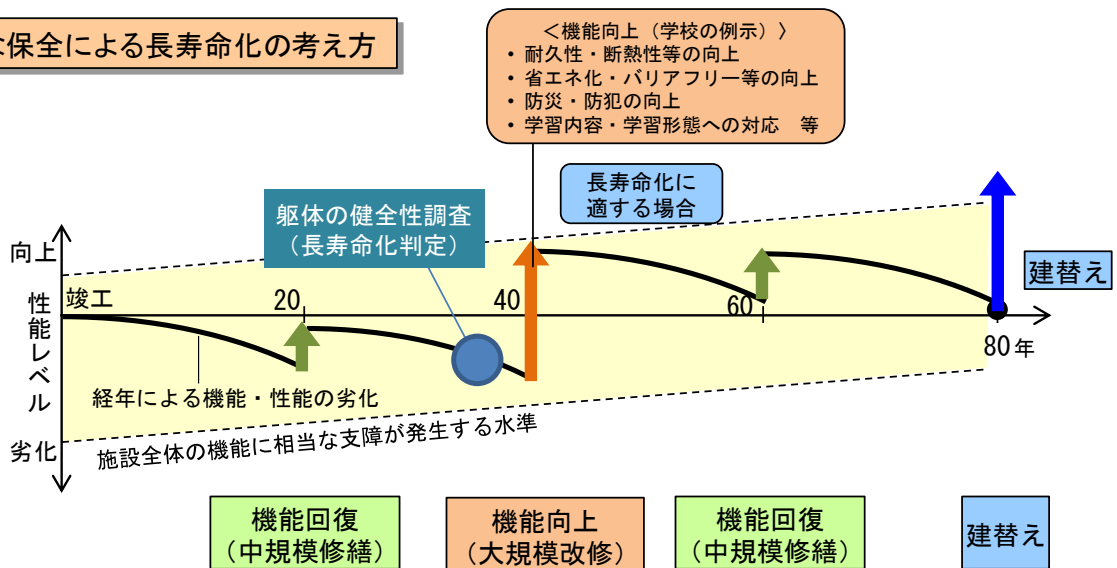 な保全による長寿命化の考え方
＜機能向上（学校の例示）＞
・ 耐久性・断熱性等の向上
・ 省エネ化・バリアフリー等の向上
・ 防災・防犯の向上
・ 学習内容・学習形態への対応　等
長寿命化に
適する場合
躯体の健全性調査
（長寿命化判定）
向上
性能レベル
劣化
竣工
20
40
60
80年
建替え
経年による機能・性能の劣化
施設全体の機能に相当な支障が発生する水準
機能回復
（中規模修繕）
機能向上
（大規模改修）
機能回復
（中規模修繕）
建替え